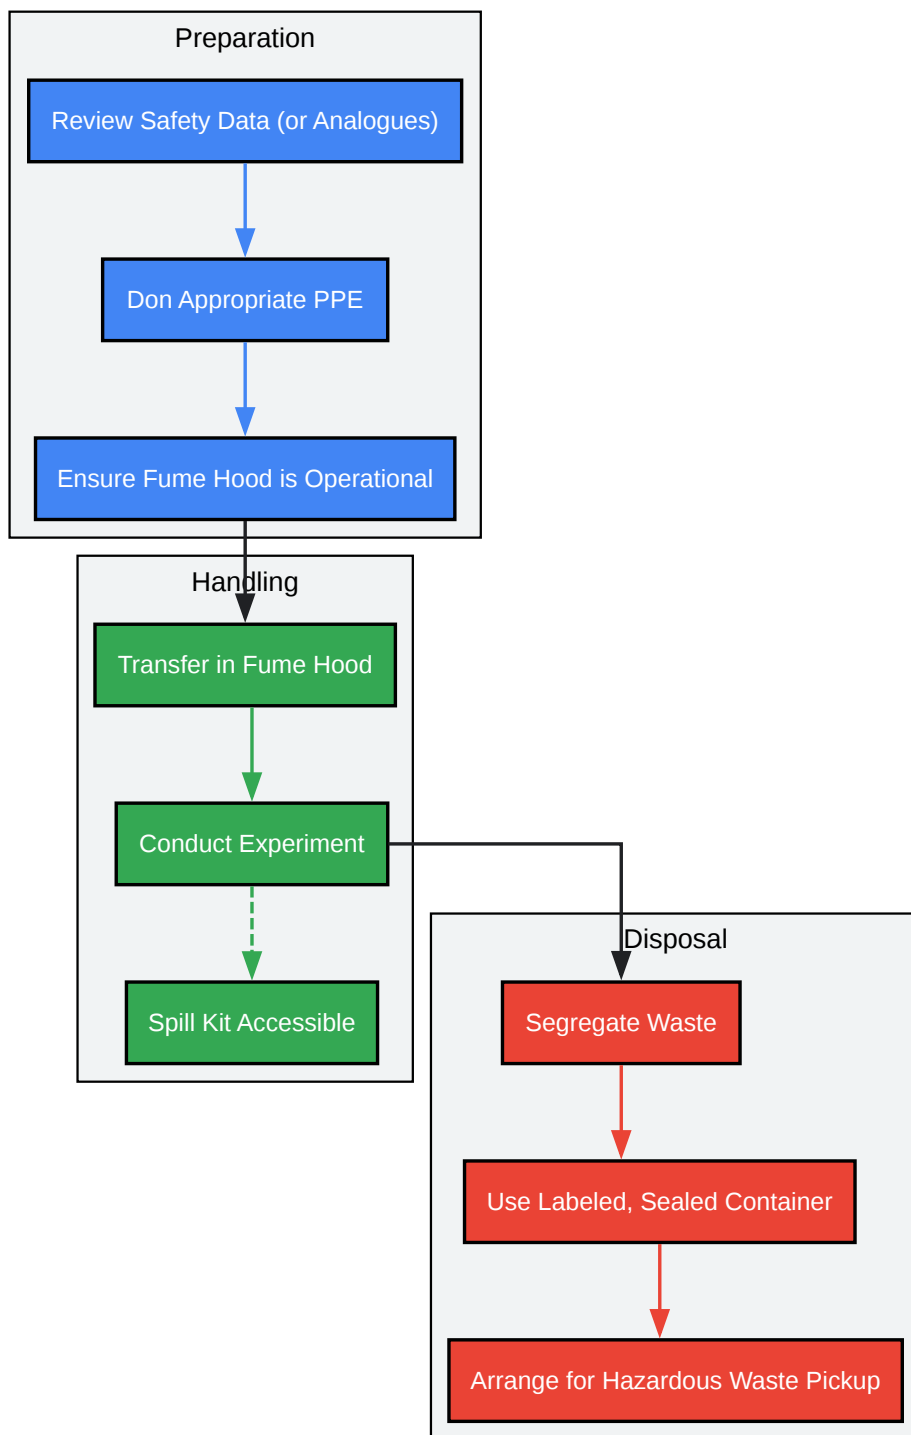 Preparation
Review Safety Data (or Analogues)
Don Appropriate PPE
Ensure Fume Hood is Operational
Handling
Transfer in Fume Hood
Conduct Experiment
Spill Kit Accessible
Disposal
Segregate Waste
Use Labeled, Sealed Container
Arrange for Hazardous Waste Pickup